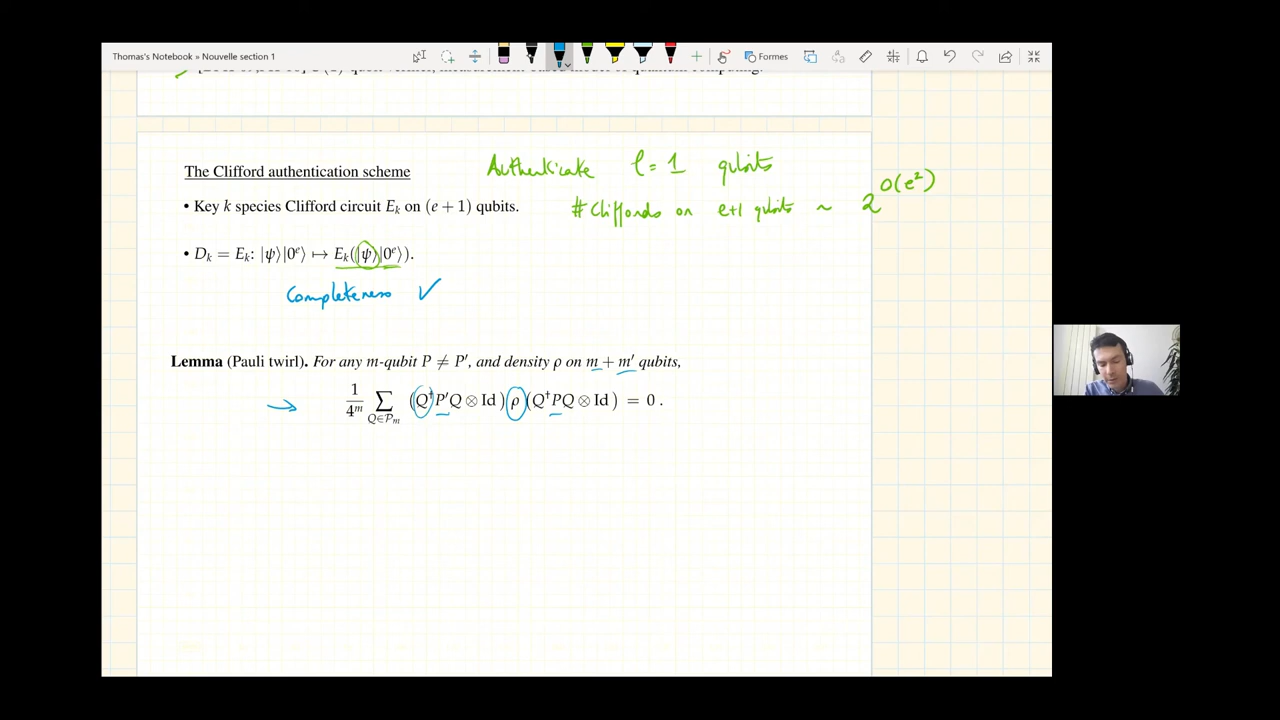 Thomas's Notebook » Nouvelle section 1
Formes
The Clifford authentication scheme
Authenticate ℓ = 1 qubits
• Key k species Clifford circuit E_k on (e + 1) qubits.
#Cliffords on e+1 qubits ~ 2^{O(e²)}
• D_k = E_k: |ψ⟩|0^e⟩ ↦ E_k(|ψ⟩|0^e⟩).
Completeness ✓
Lemma (Pauli twirl). For any m-qubit P ≠ P′, and density ρ on m + m′ qubits,
→ 1/4^m ∑_{Q∈𝒫_m} (Q†P′Q ⊗ Id) ρ (Q†PQ ⊗ Id) = 0 .